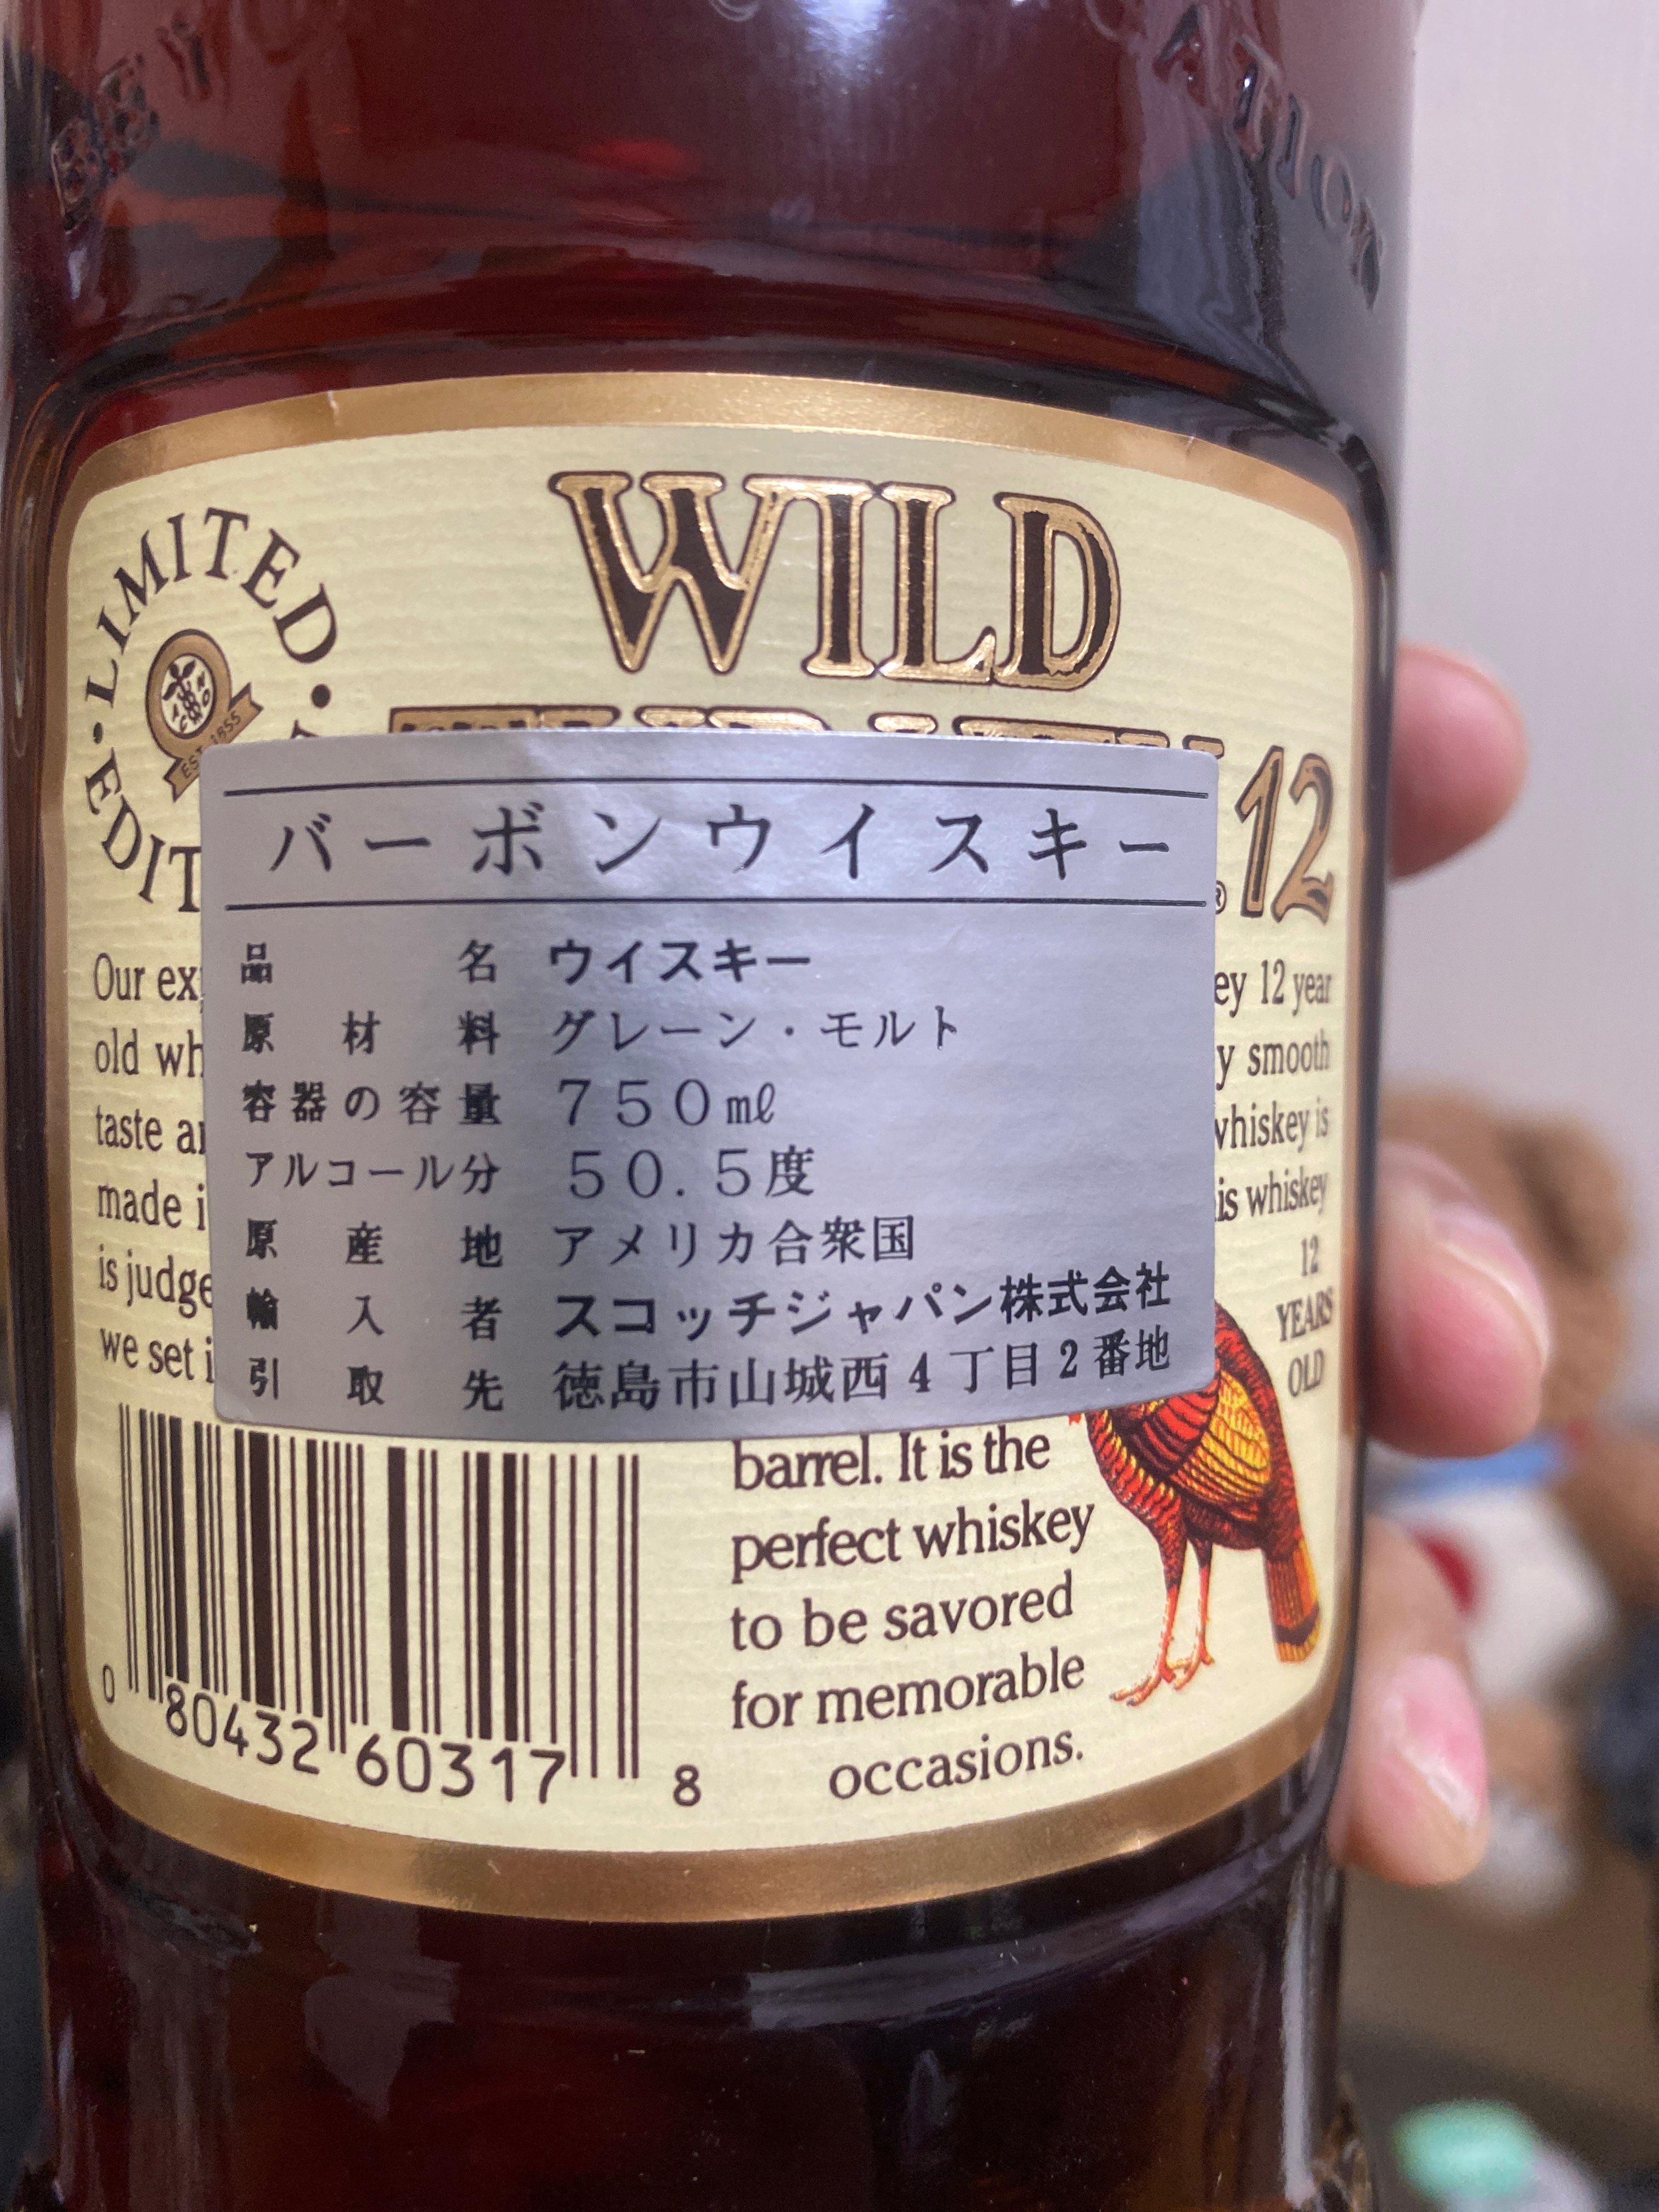 LIMITED
EDIT
EST. 1855
WILD
12
バーボンウイスキー
品名 ウイスキー
原材料 グレーン・モルト
容器の容量 750㎖
アルコール分 50.5度
原産地 アメリカ合衆国
輸入者 スコッチジャパン株式会社
引取先 徳島市山城西4丁目2番地
Our
old
taste
made
is
we set
12 year
smooth
whiskey is
whiskey
12
YEARS
OLD
barrel. It is the
perfect whiskey
to be savored
for memorable
occasions.
0 80432 60317 8